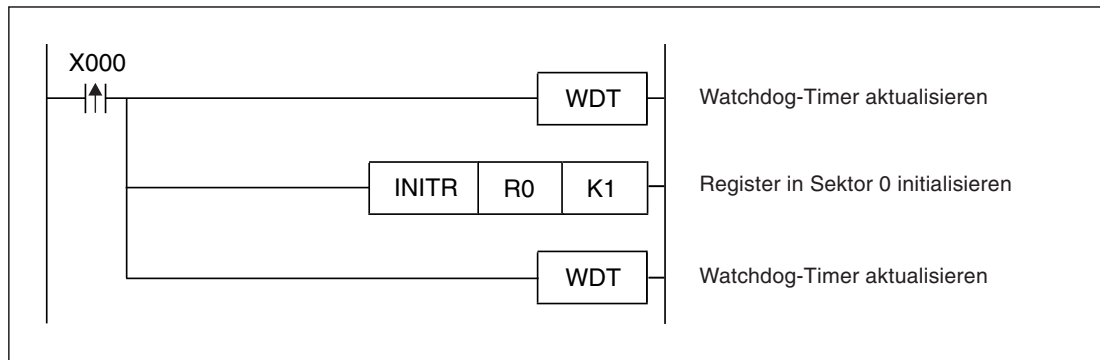 X000
WDT Watchdog-Timer aktualisieren
INITR R0 K1 Register in Sektor 0 initialisieren
WDT Watchdog-Timer aktualisieren